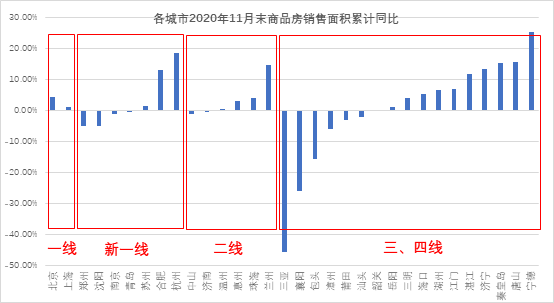 各城市2020年11月末商品房销售面积累计同比
30.00%
20.00%
10.00%
0.00%
-10.00%
-20.00%
-30.00%
-40.00%
-50.00%
一线
新一线
二线
三、四线
北京
上海
郑州
沈阳
南京
青岛
苏州
合肥
杭州
中山
济南
温州
惠州
珠海
兰州
三亚
襄阳
包头
漳州
莆田
汕头
韶关
岳阳
三明
海口
湖州
江门
湛江
济宁
秦皇岛
唐山
宁德